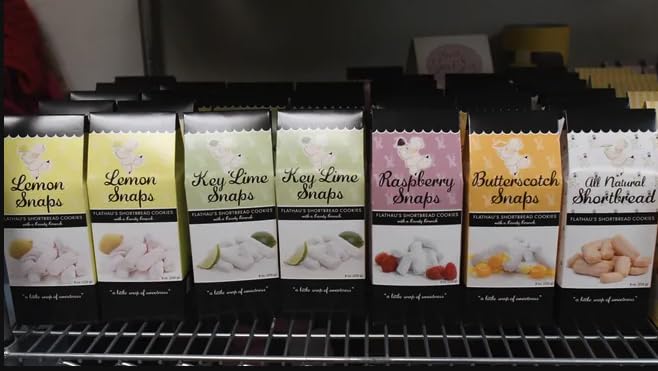 Lemon
Snaps
FLATHAU'S SHORTBREAD COOKIES
with a lovely crunch
"a little snap of sweetness"
Lemon
Snaps
FLATHAU'S SHORTBREAD COOKIES
"a little snap of sweetness"
Key Lime
Snaps
FLATHAU'S SHORTBREAD COOKIES
"a little snap of sweetness"
Key Lime
Snaps
FLATHAU'S SHORTBREAD COOKIES
"a little snap of sweetness"
Raspberry
Snaps
FLATHAU'S SHORTBREAD COOKIES
"a little snap of sweetness"
Butterscotch
Snaps
FLATHAU'S SHORTBREAD COOKIES
"a little snap of sweetness"
All Natural
Shortbread
FLATHAU'S SHORTBREAD COOKIES
"a little snap of sweetness"